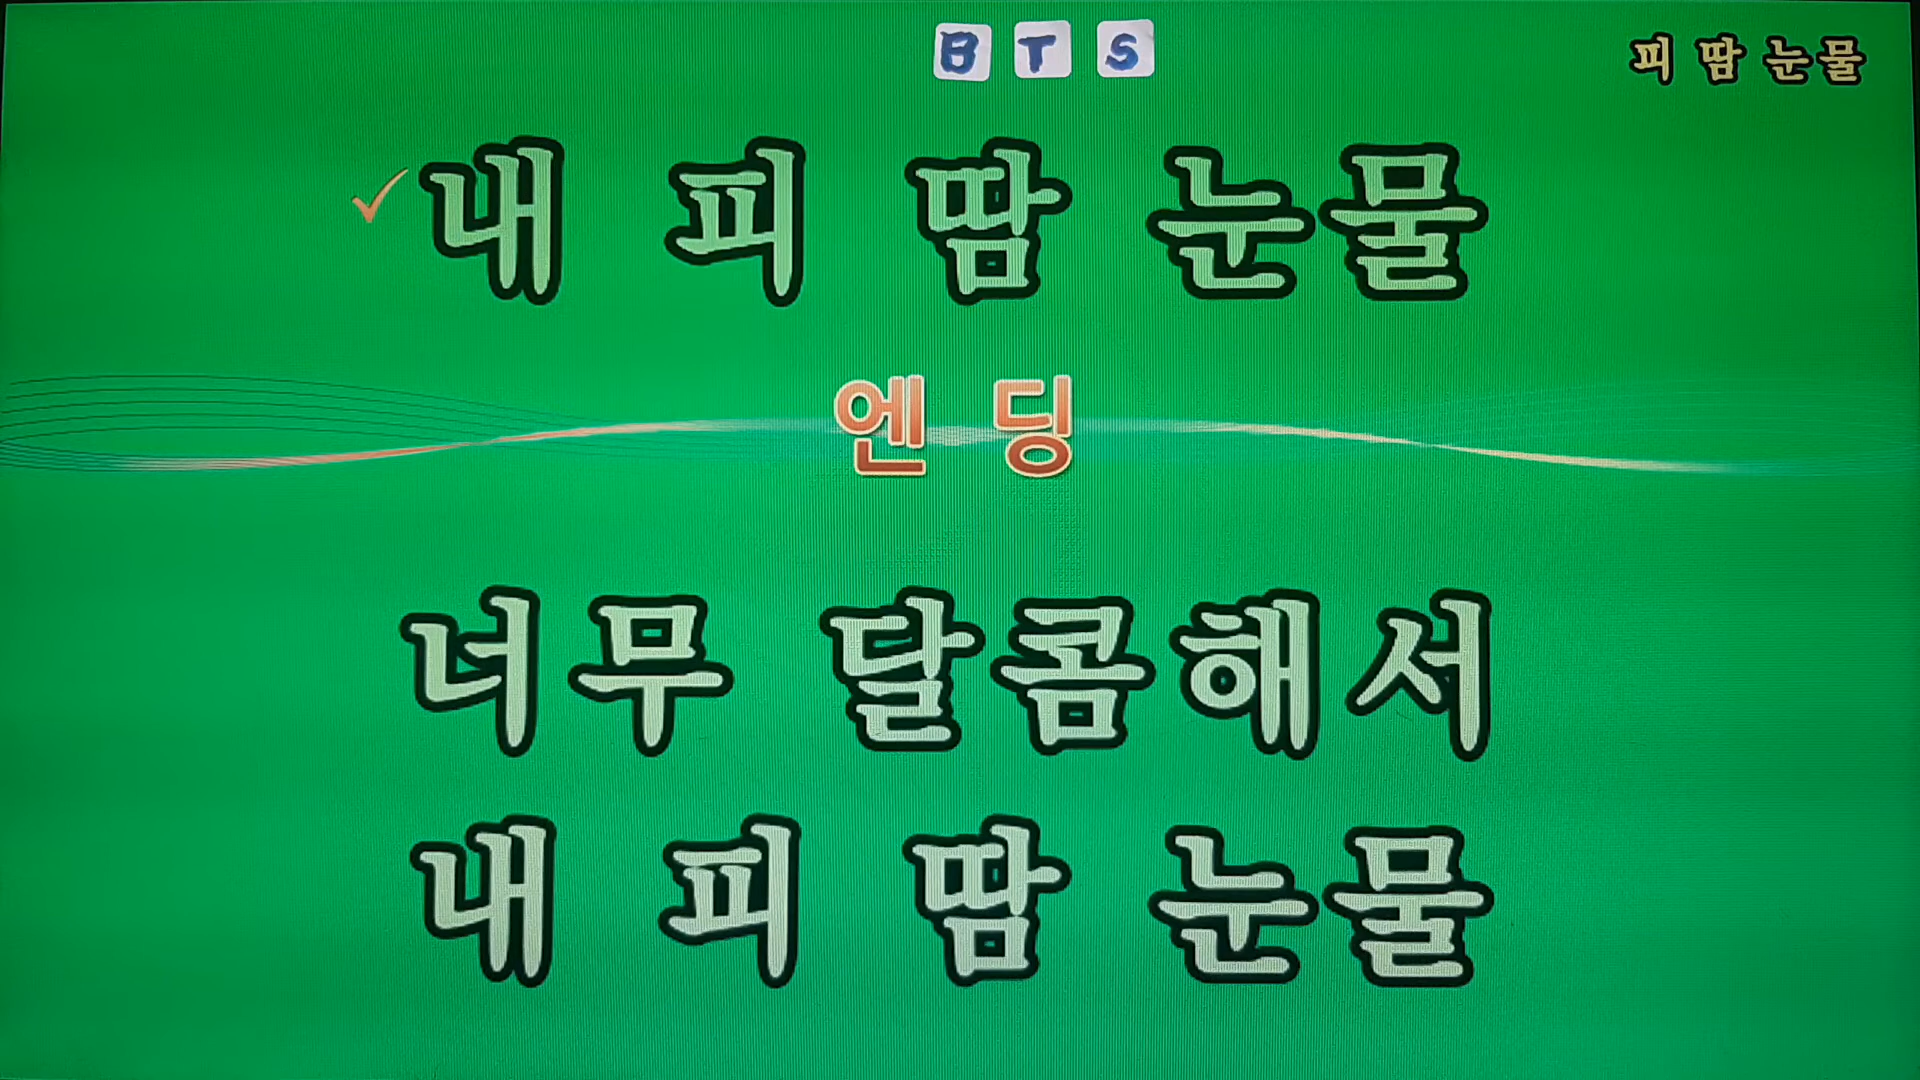 BTS
피 땀 눈물
내 피 땀 눈물
엔 딩
너무 달콤해서
내 피 땀 눈물